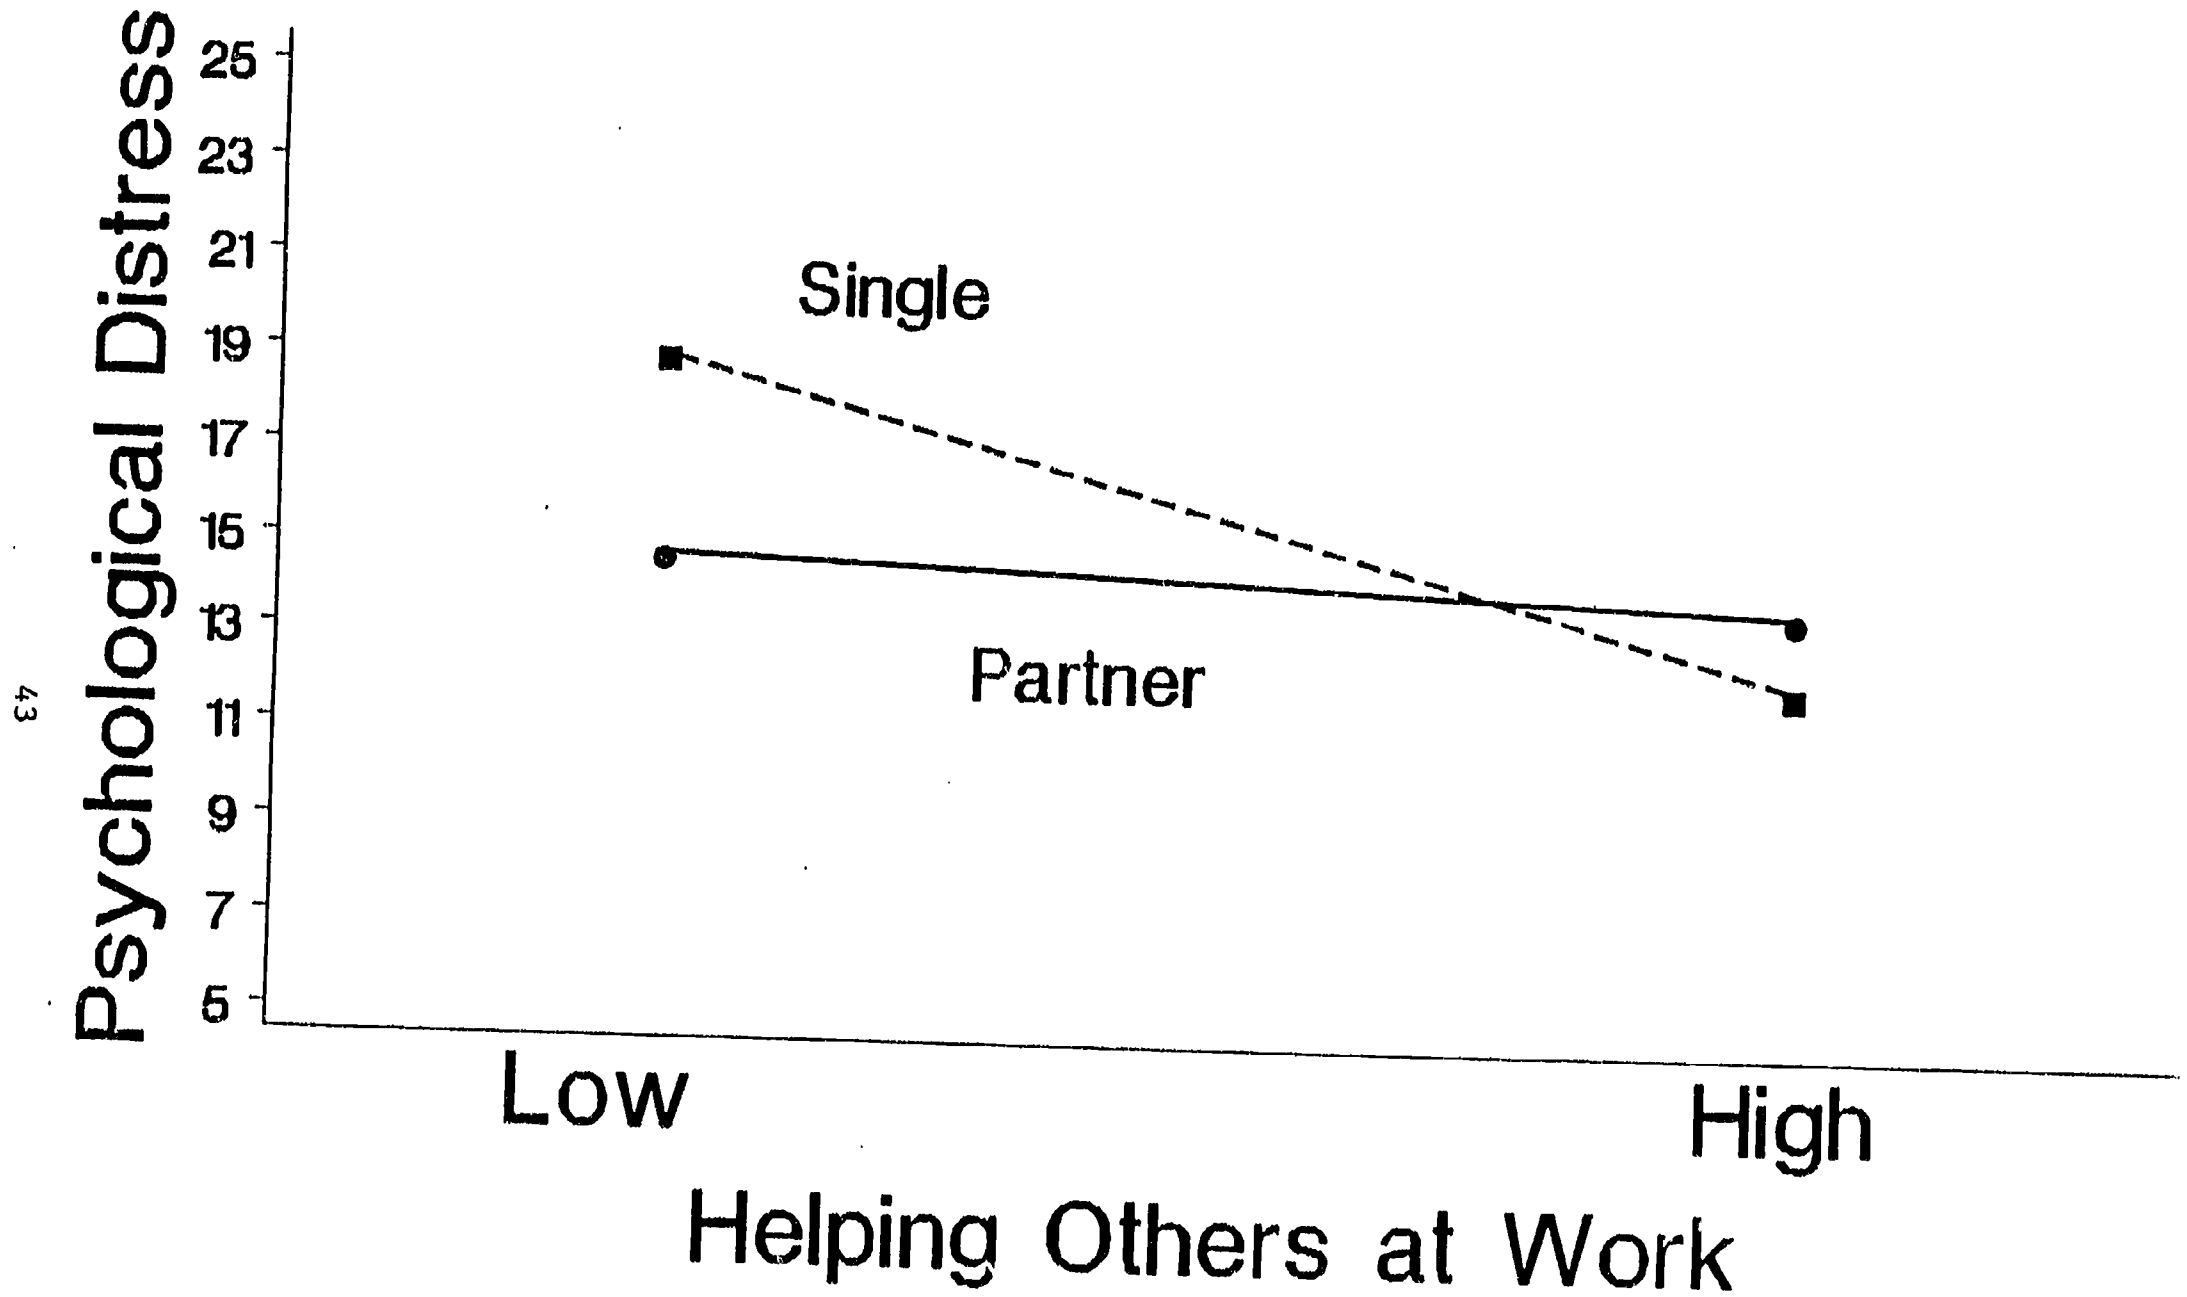 Psychological Distress
25
23
21
19
17
15
13
11
9
7
5
Single
Partner
Low
High
Helping Others at Work
43